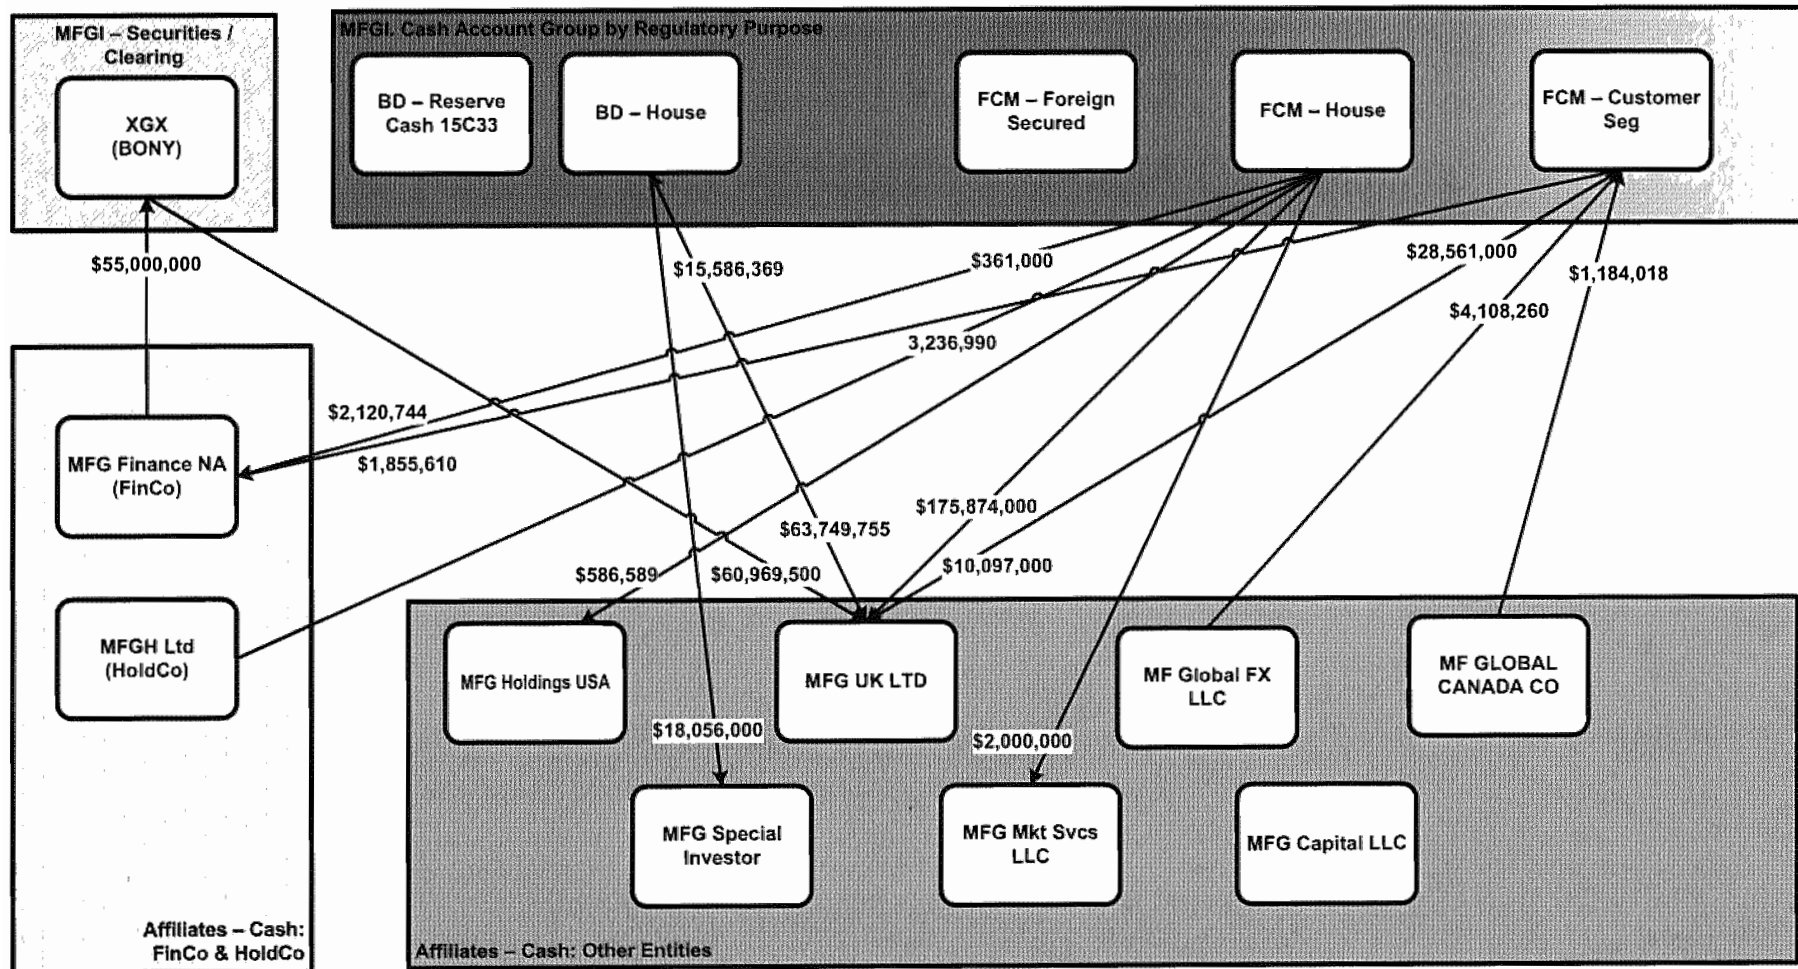 MFGI – Securities /
Clearing
XGX
(BONY)
MFGI. Cash Account Group by Regulatory Purpose
BD – Reserve
Cash 15C33
BD – House
FCM – Foreign
Secured
FCM – House
FCM – Customer
Seg
$55,000,000
$15,586,369
$361,000
$28,561,000
$1,184,018
$4,108,260
3,236,990
$2,120,744
$1,855,610
MFG Finance NA
(FinCo)
$175,874,000
$63,749,755
$10,097,000
$586,589
$60,969,500
MFGH Ltd
(HoldCo)
MFG Holdings USA
MFG UK LTD
MF Global FX
LLC
MF GLOBAL
CANADA CO
$18,056,000
$2,000,000
MFG Special
Investor
MFG Mkt Svcs
LLC
MFG Capital LLC
Affiliates – Cash:
FinCo & HoldCo
Affiliates – Cash: Other Entities